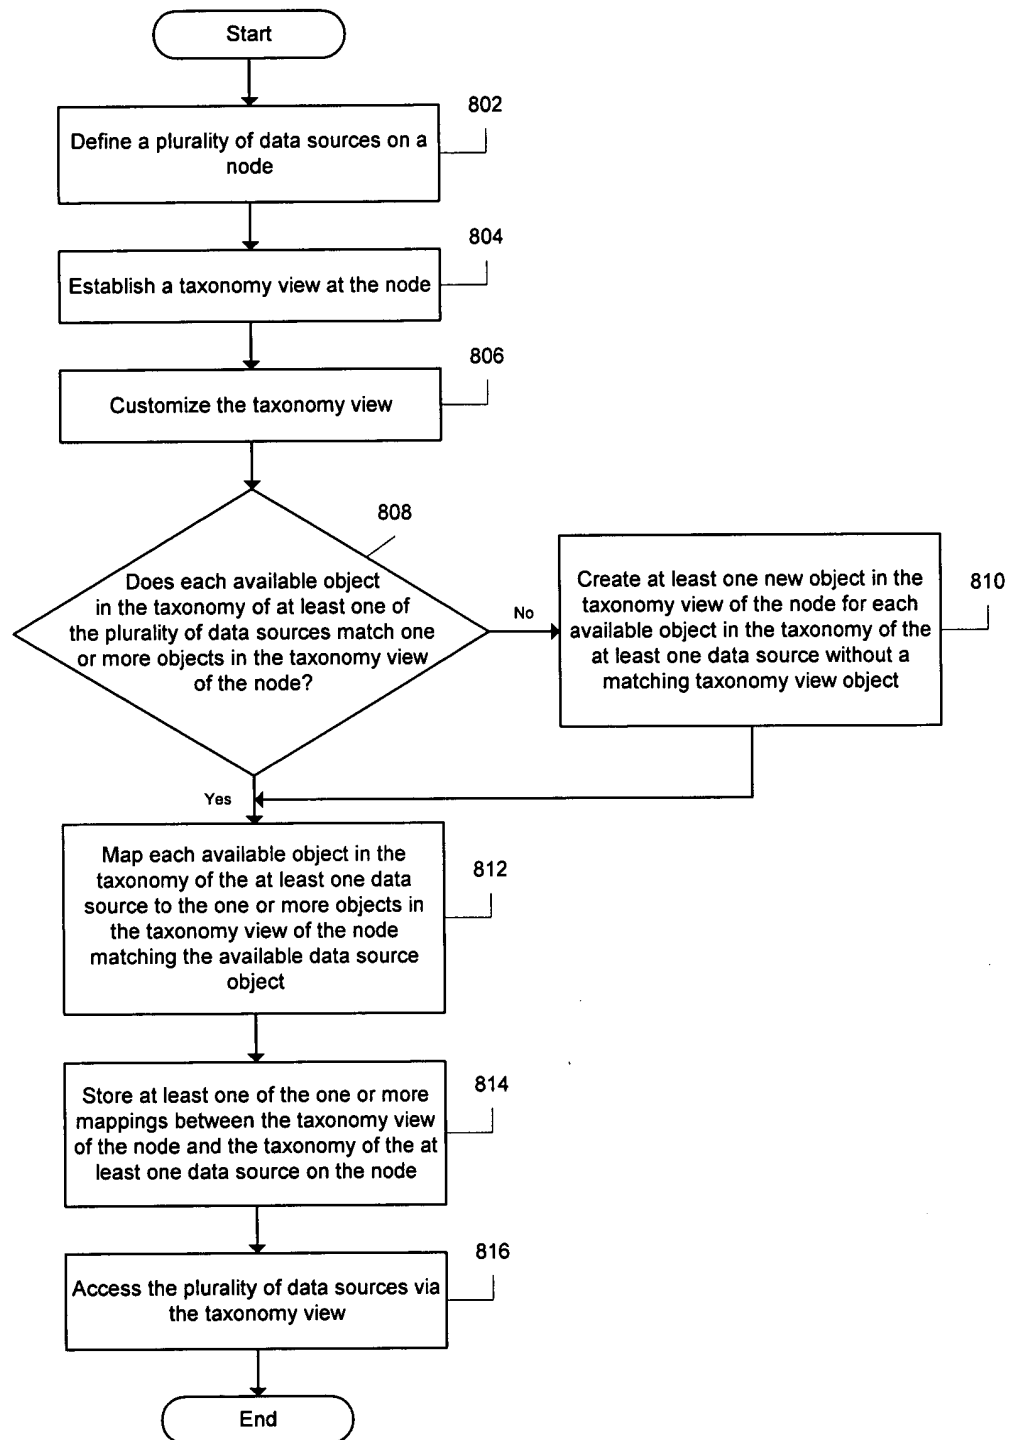 Start
802
Define a plurality of data sources on a
node
804
Establish a taxonomy view at the node
806
Customize the taxonomy view
808
Does each available object
in the taxonomy of at least one of
the plurality of data sources match one
or more objects in the taxonomy view
of the node?
No
Create at least one new object in the
taxonomy view of the node for each
available object in the taxonomy of the
at least one data source without a
matching taxonomy view object
810
Yes
Map each available object in the
taxonomy of the at least one data
source to the one or more objects in
the taxonomy view of the node
matching the available data source
object
812
Store at least one of the one or more
mappings between the taxonomy view
of the node and the taxonomy of the at
least one data source on the node
814
Access the plurality of data sources via
the taxonomy view
816
End